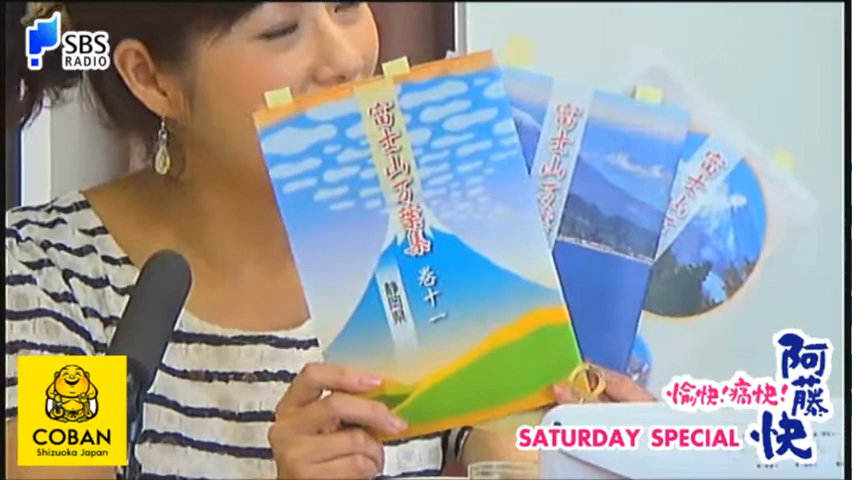 SBS
RADIO
富士山万葉集
巻十一
静岡県
富士山万
富士山
COBAN
Shizuoka Japan
愉快!痛快!
阿藤
快
SATURDAY SPECIAL